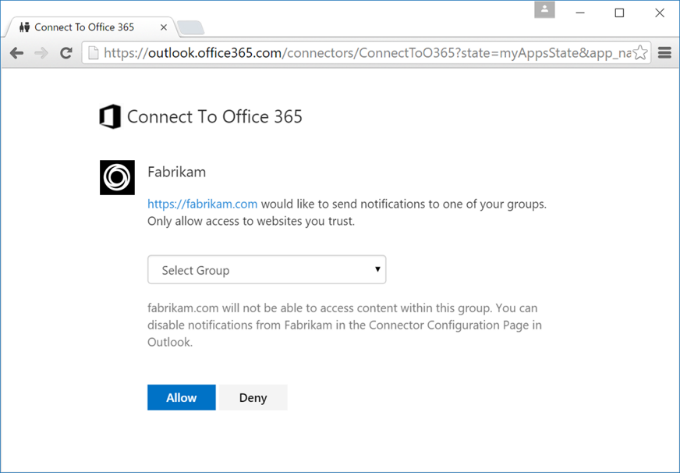 Connect To Office 365
https://outlook.office365.com/connectors/ConnectToO365?state=myAppsState&app_na
Connect To Office 365
Fabrikam
https://fabrikam.com would like to send notifications to one of your groups.
Only allow access to websites you trust.
Select Group
fabrikam.com will not be able to access content within this group. You can
disable notifications from Fabrikam in the Connector Configuration Page in
Outlook.
Allow Deny